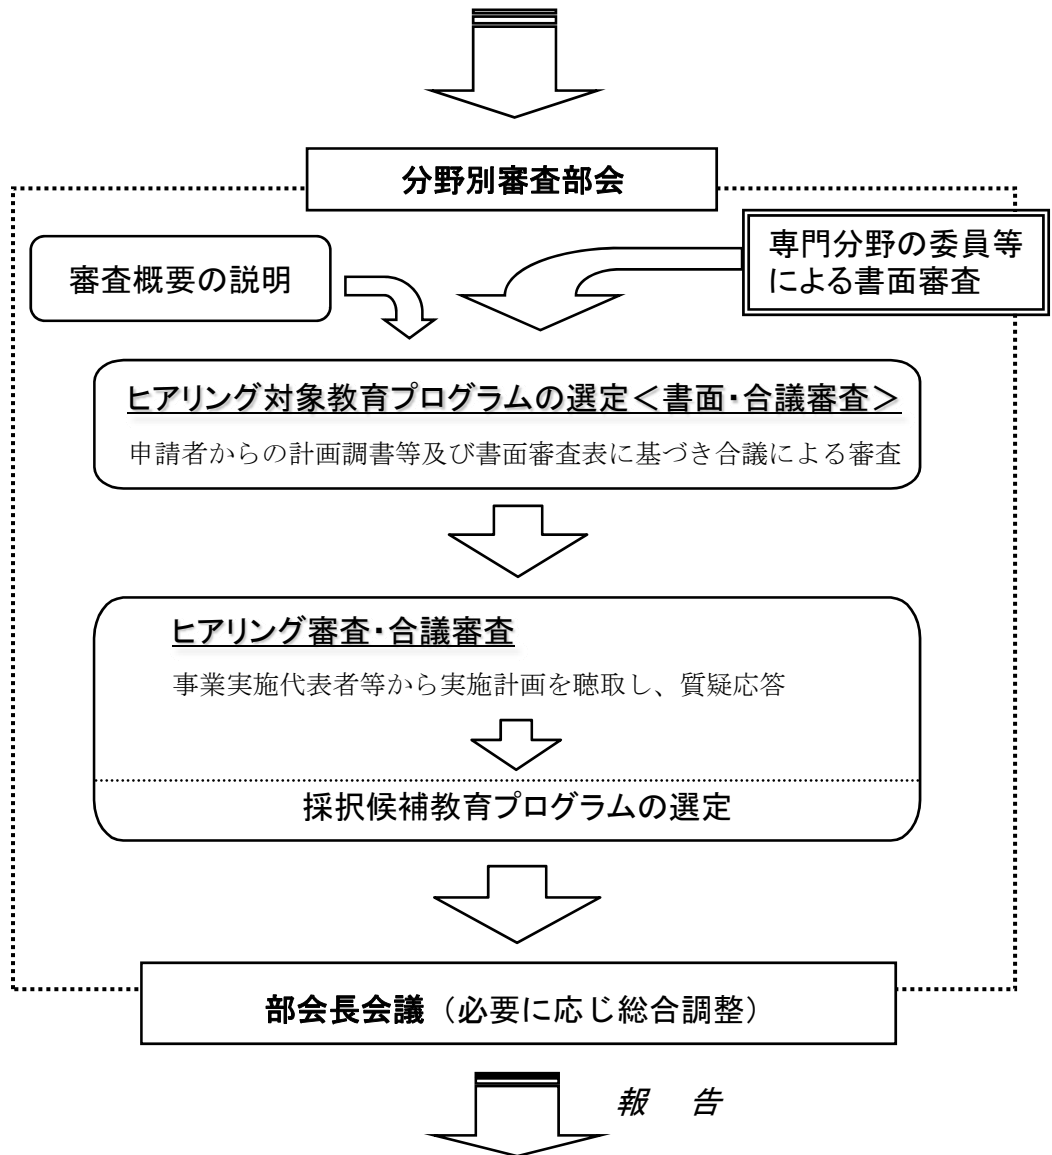 分野別審査部会
専門分野の委員等
による書面審査
審査概要の説明
ヒアリング対象教育プログラムの選定＜書面・合議審査＞
申請者からの計画調書等及び書面審査表に基づき合議による審査
ヒアリング審査・合議審査
事業実施代表者等から実施計画を聴取し、質疑応答
採択候補教育プログラムの選定
部会長会議（必要に応じ総合調整）
報　告